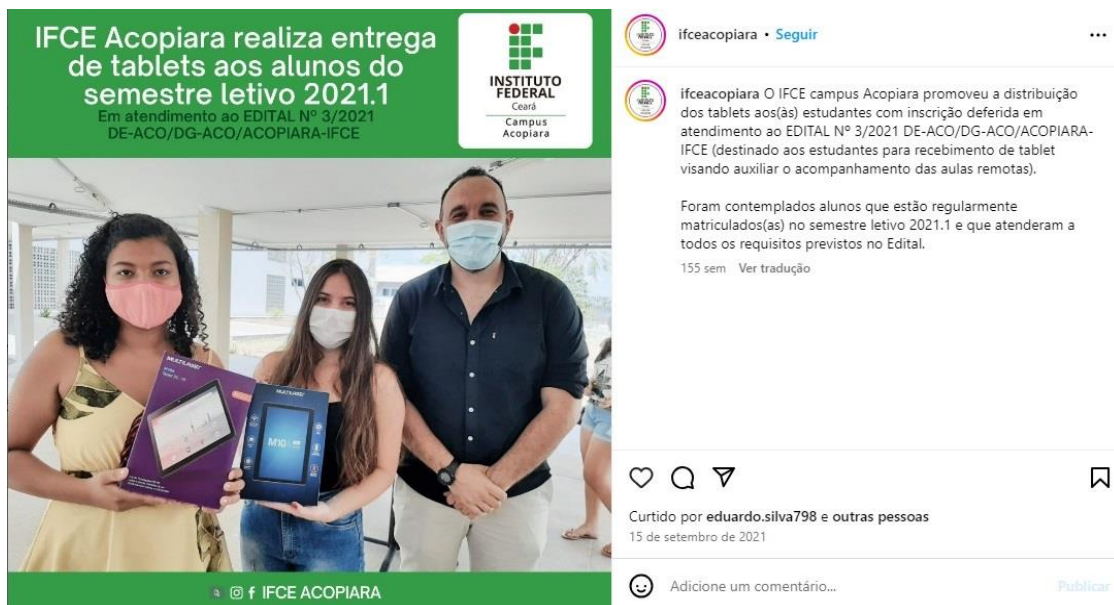 IFCE Acopiara realiza entrega
de tablets aos alunos do
semestre letivo 2021.1
Em atendimento ao EDITAL Nº 3/2021
DE-ACO/DG-ACO/ACOPIARA-IFCE
INSTITUTO
FEDERAL
Ceará
Campus
Acopiara
MULTILASER
MULTILASER
M10
IFCE ACOPIARA
ifceacopiara • Seguir
ifceacopiara O IFCE campus Acopiara promoveu a distribuição
dos tablets aos(às) estudantes com inscrição deferida em
atendimento ao EDITAL Nº 3/2021 DE-ACO/DG-ACO/ACOPIARA-
IFCE (destinado aos estudantes para recebimento de tablet
visando auxiliar o acompanhamento das aulas remotas).
Foram contemplados alunos que estão regularmente
matriculados(as) no semestre letivo 2021.1 e que atenderam a
todos os requisitos previstos no Edital.
155 sem Ver tradução
Curtido por eduardo.silva798 e outras pessoas
15 de setembro de 2021
Adicione um comentário...
Publicar